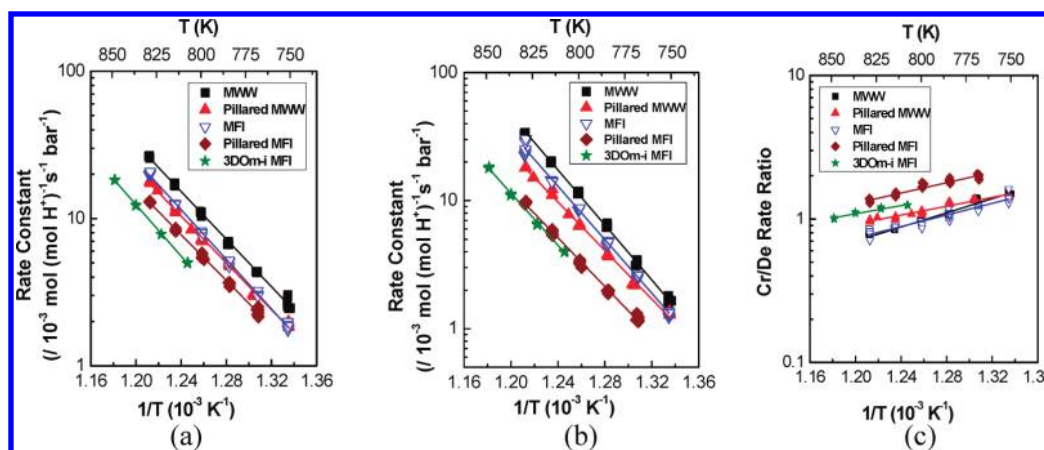 T (K)
850 825 800 775 750
100
10
1
Rate Constant
(/ 10⁻³ mol (mol H⁺)⁻¹s⁻¹ bar⁻¹)
MWW
Pillared MWW
MFI
Pillared MFI
3DOm-i MFI
1.16 1.20 1.24 1.28 1.32 1.36
1/T (10⁻³ K⁻¹)
(a)
T (K)
850 825 800 775 750
100
10
1
Rate Constant
(/ 10⁻³ mol (mol H⁺)⁻¹s⁻¹ bar⁻¹)
MWW
Pillared MWW
MFI
Pillared MFI
3DOm-i MFI
1.16 1.20 1.24 1.28 1.32 1.36
1/T (10⁻³ K⁻¹)
(b)
T (K)
850 825 800 775 750
10
1
0.1
Cr/De Rate Ratio
MWW
Pillared MWW
MFI
Pillared MFI
3DOm-i MFI
1.16 1.20 1.24 1.28 1.32 1.36
1/T (10⁻³ K⁻¹)
(c)